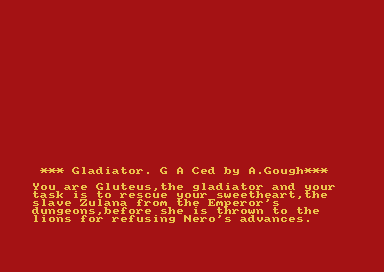 *** Gladiator. G A Ced by A.Gough***
You are Gluteus,the gladiator and your
task is to rescue your sweetheart,the
slave Zulana from the Emperor's
dungeons,before she is thrown to the
lions for refusing Nero's advances.